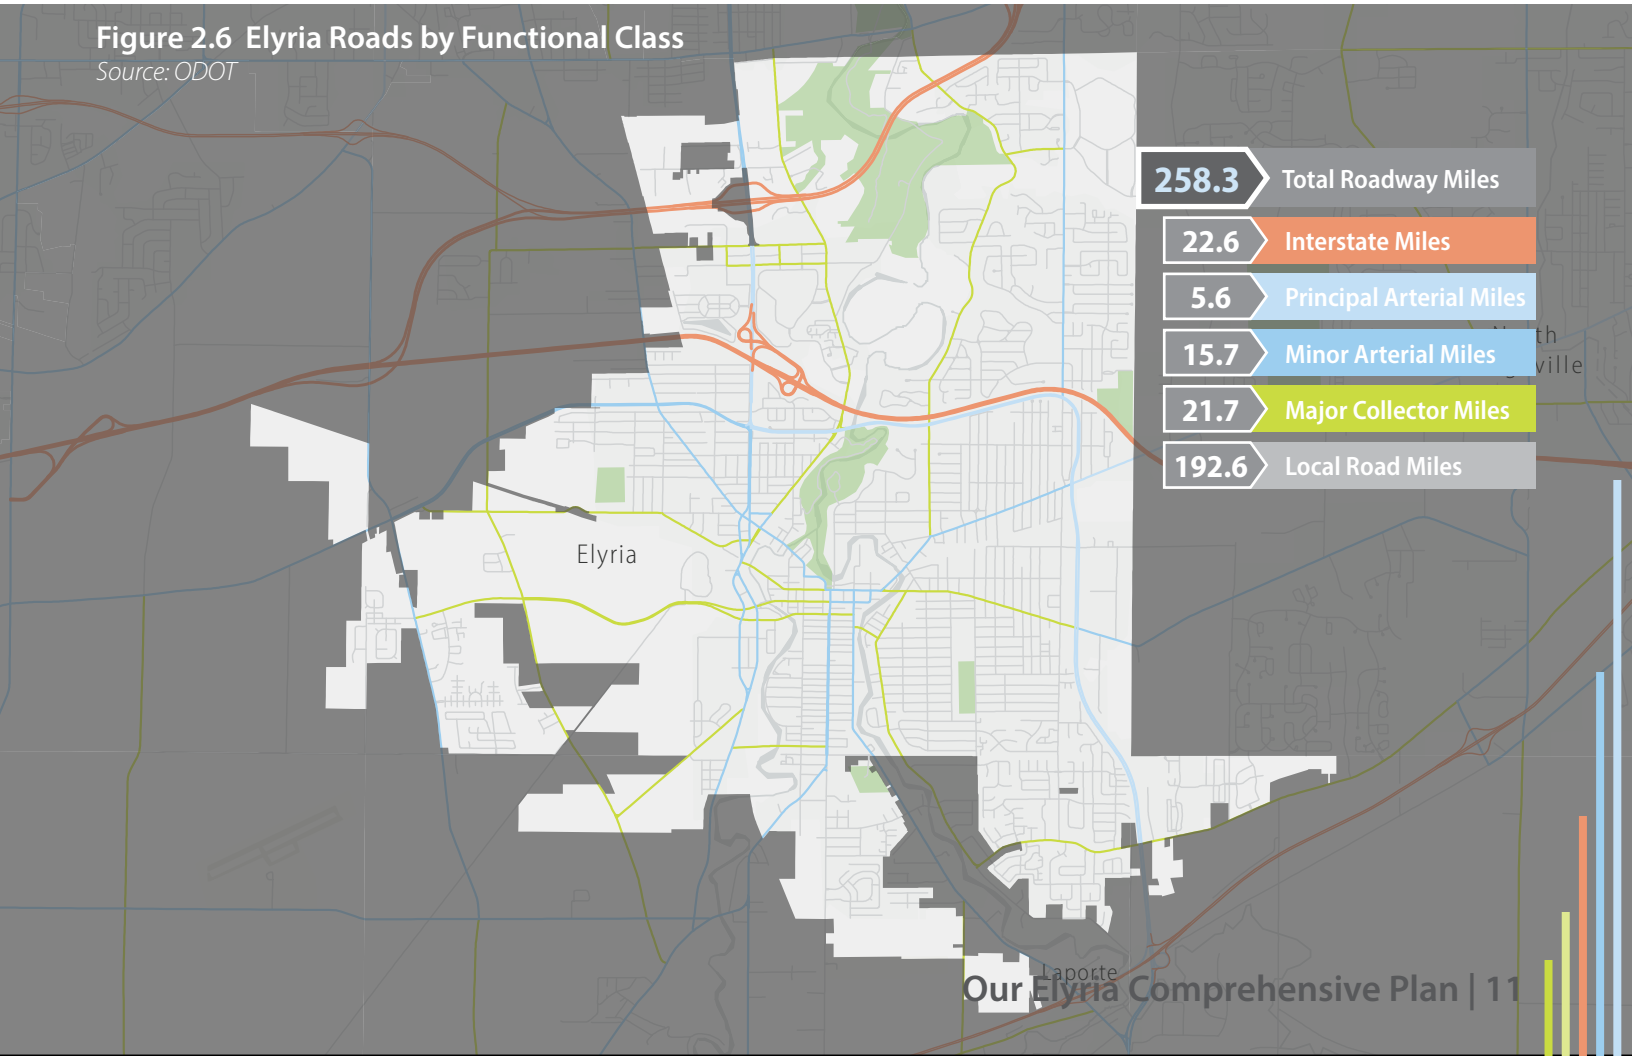 Figure 2.6 Elyria Roads by Functional Class
Source: ODOT
258.3 Total Roadway Miles
22.6 Interstate Miles
5.6 Principal Arterial Miles
15.7 Minor Arterial Miles
21.7 Major Collector Miles
192.6 Local Road Miles
Elyria
Laporte
Our Elyria Comprehensive Plan | 11